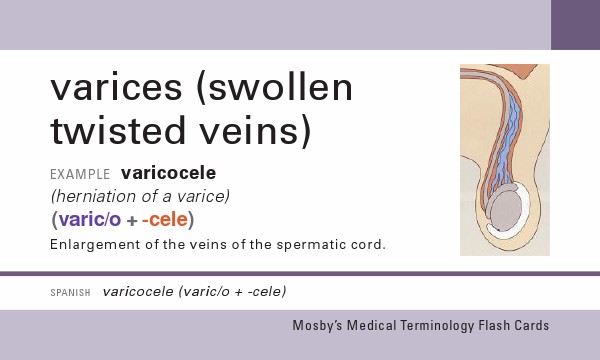 varices (swollen
twisted veins)
EXAMPLE varicocele
(herniation of a varice)
(varic/o + -cele)
Enlargement of the veins of the spermatic cord.
SPANISH varicocele (varic/o + -cele)
Mosby's Medical Terminology Flash Cards